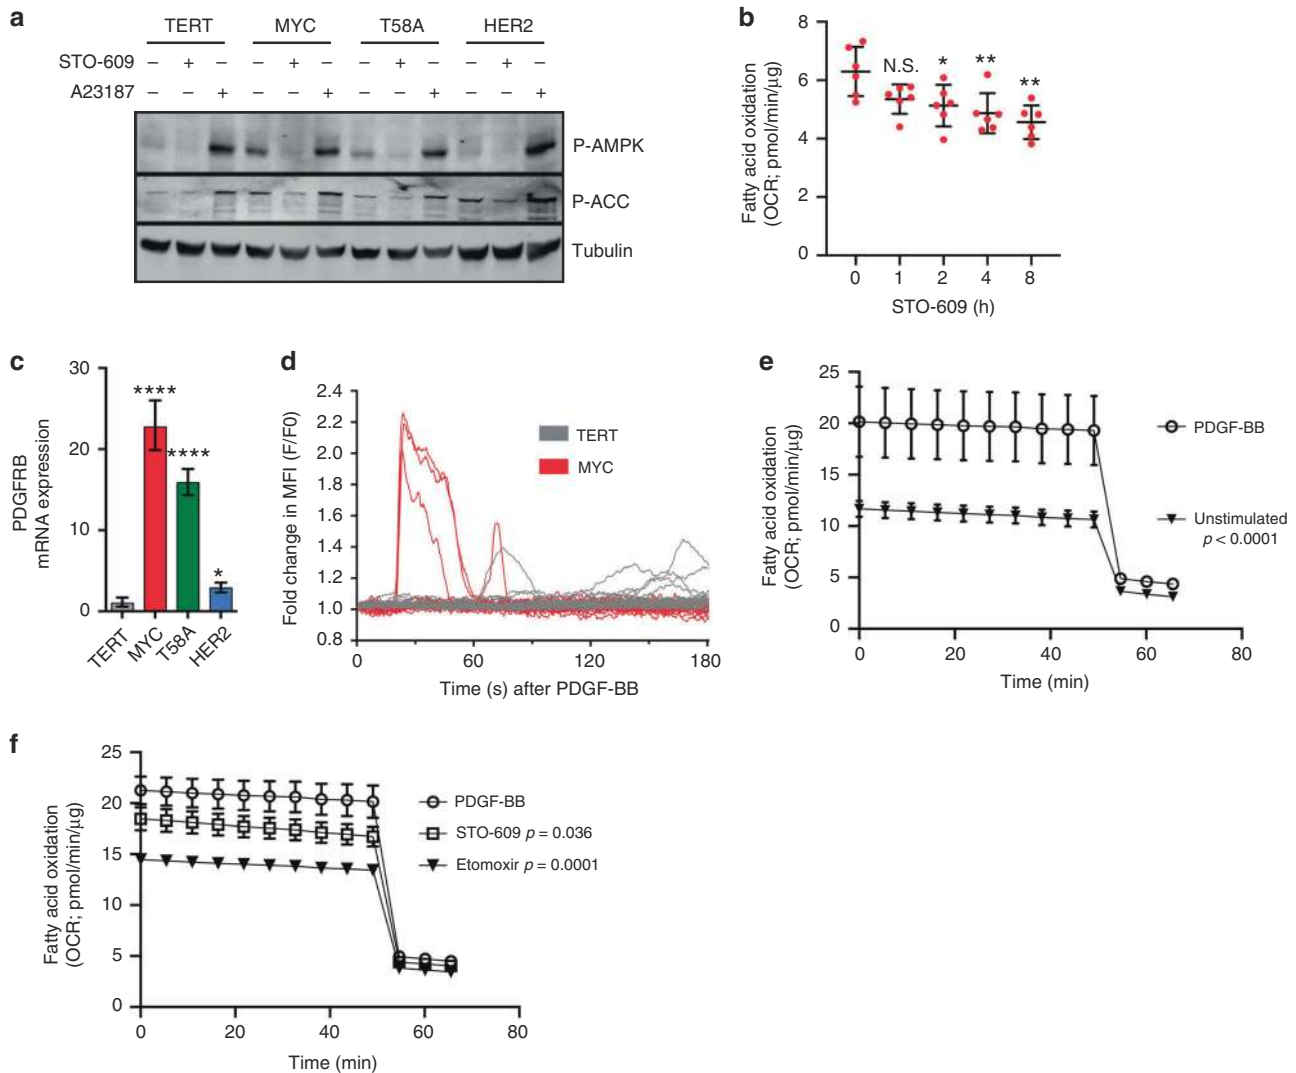 a
TERT MYC T58A HER2
STO-609 – + – – + – – + – – + –
A23187 – – + – – + – – + – – +
P-AMPK
P-ACC
Tubulin
b
Fatty acid oxidation
(OCR; pmol/min/μg)
8
6
4
2
0
N.S. * ** **
0 1 2 4 8
STO-609 (h)
c
PDGFRB
mRNA expression
30
20
10
0
**** **** *
TERT MYC T58A HER2
d
Fold change in MFI (F/F0)
2.4
2.2
2.0
1.8
1.6
1.4
1.2
1.0
0.8
TERT
MYC
0 60 120 180
Time (s) after PDGF-BB
e
Fatty acid oxidation
(OCR; pmol/min/μg)
25
20
15
10
5
0
PDGF-BB
Unstimulated
p < 0.0001
0 20 40 60 80
Time (min)
f
Fatty acid oxidation
(OCR; pmol/min/μg)
25
20
15
10
5
0
PDGF-BB
STO-609 p = 0.036
Etomoxir p = 0.0001
0 20 40 60 80
Time (min)